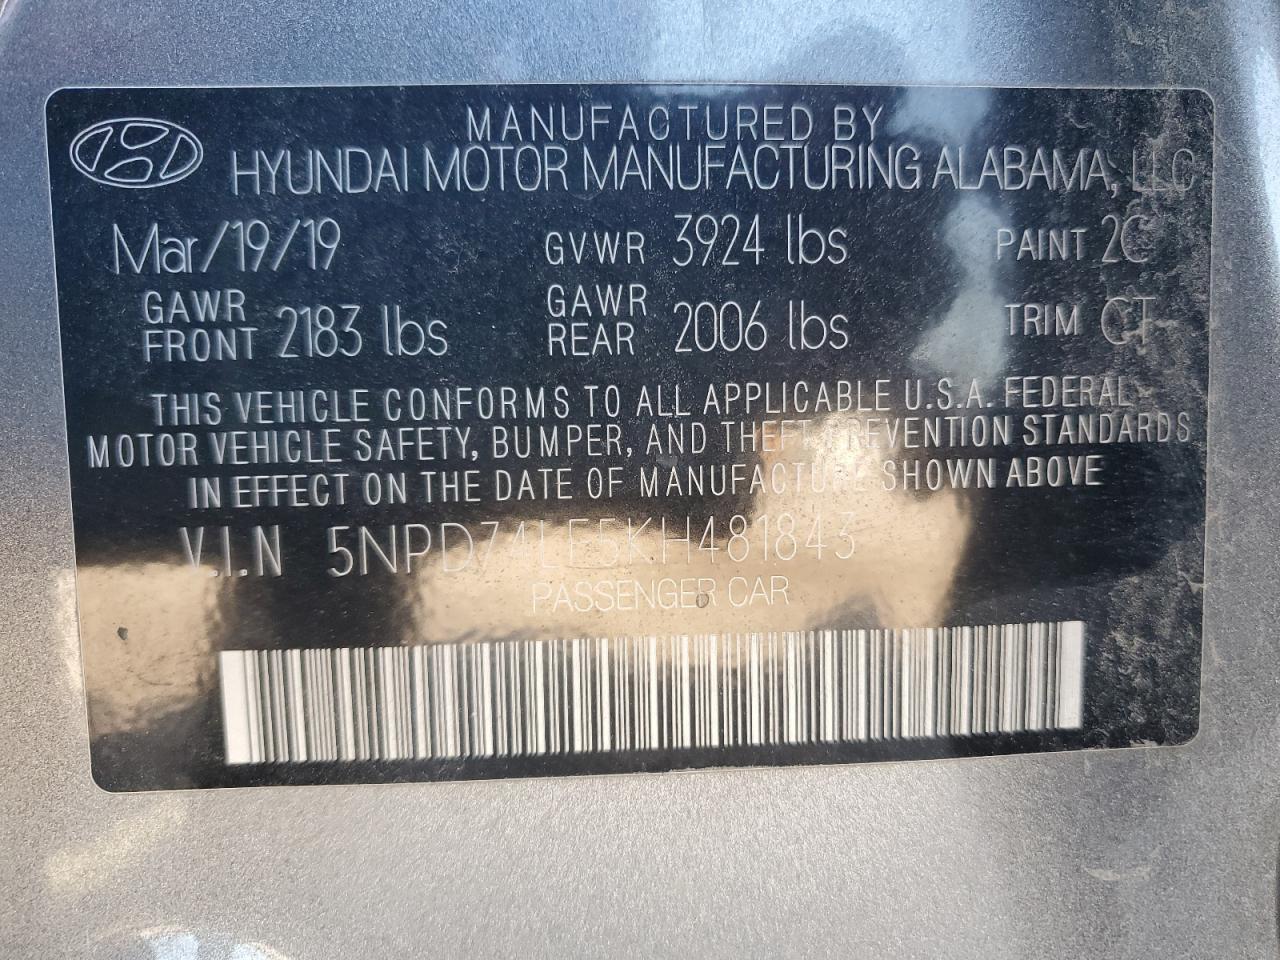 MANUFACTURED BY
HYUNDAI MOTOR MANUFACTURING ALABAMA, LLC
Mar/19/19 GVWR 3924 lbs PAINT 2C
GAWR FRONT 2183 lbs GAWR REAR 2006 lbs TRIM CT
THIS VEHICLE CONFORMS TO ALL APPLICABLE U.S.A. FEDERAL
MOTOR VEHICLE SAFETY, BUMPER, AND THEFT PREVENTION STANDARDS
IN EFFECT ON THE DATE OF MANUFACTURE SHOWN ABOVE
V.I.N 5NPD74LF5KH481843
PASSENGER CAR